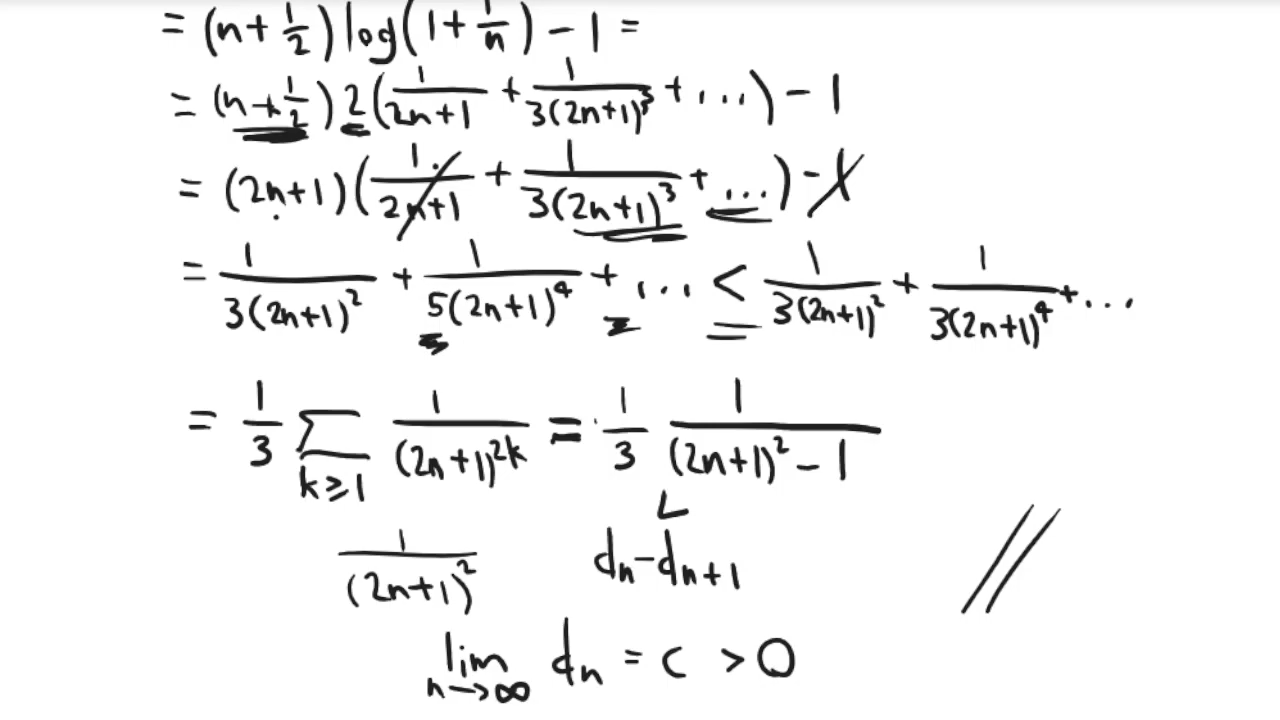 = (n + 1/2) log(1 + 1/n) - 1 =
= (n + 1/2) 2 (1/(2n+1) + 1/(3(2n+1)^3) + ...) - 1
= (2n+1) (1/(2n+1) + 1/(3(2n+1)^3) + ...) - 1
= 1/(3(2n+1)^2) + 1/(5(2n+1)^4) + ... < 1/(3(2n+1)^2) + 1/(3(2n+1)^4) + ...
= 1/3 ∑_{k≥1} 1/(2n+1)^{2k} = 1/3 1/((2n+1)^2 - 1)
1/(2n+1)^2 d_n - d_{n+1}
lim_{n→∞} d_n = c > 0